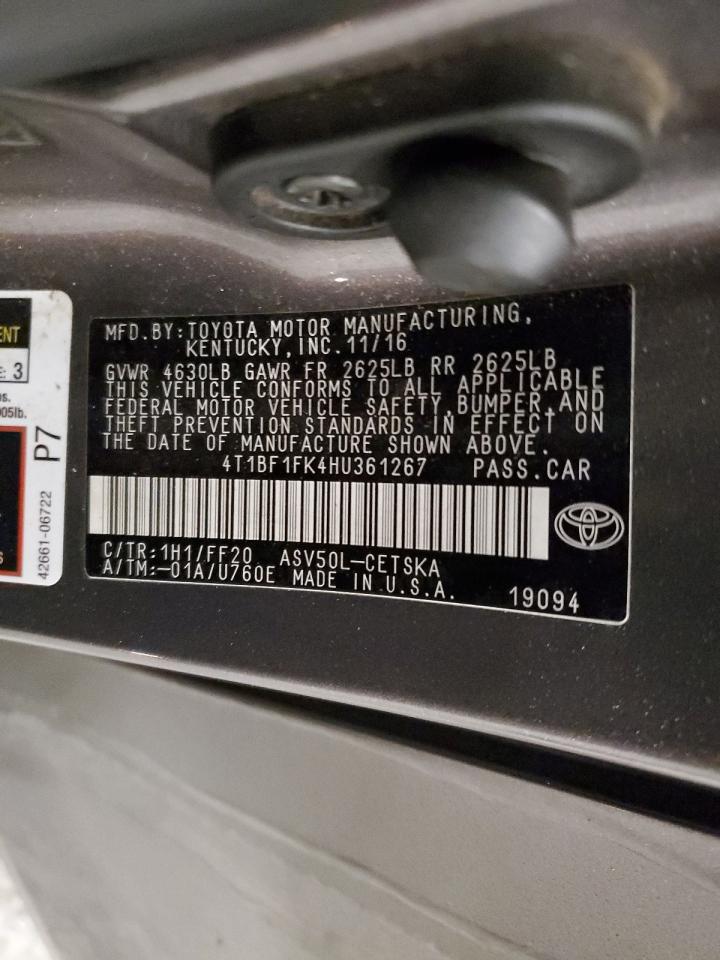 MFD.BY:TOYOTA MOTOR MANUFACTURING,
KENTUCKY,INC.11/16
GVWR 4630LB GAWR FR 2625LB RR 2625LB
THIS VEHICLE CONFORMS TO ALL APPLICABLE
FEDERAL MOTOR VEHICLE SAFETY,BUMPER,AND
THEFT PREVENTION STANDARDS IN EFFECT ON
THE DATE OF MANUFACTURE SHOWN ABOVE.
4T1BF1FK4HU361267 PASS.CAR
C/TR:1H1/FF20 ASV50L-CETSKA
A/TM:-01A/U760E MADE IN U.S.A. 19094
3
005lb.
P7
42661-06722